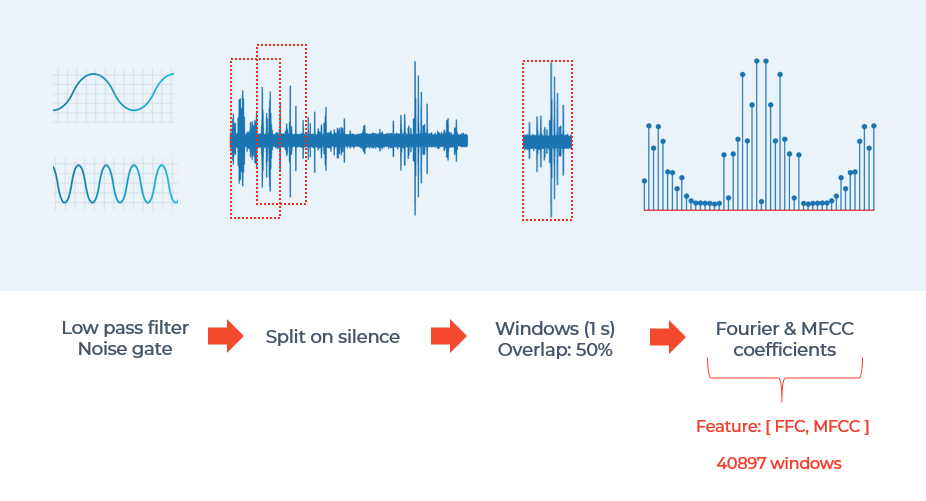 Low pass filter
Noise gate
Split on silence
Windows (1 s)
Overlap: 50%
Fourier & MFCC
coefficients
Feature: [ FFC, MFCC ]
40897 windows